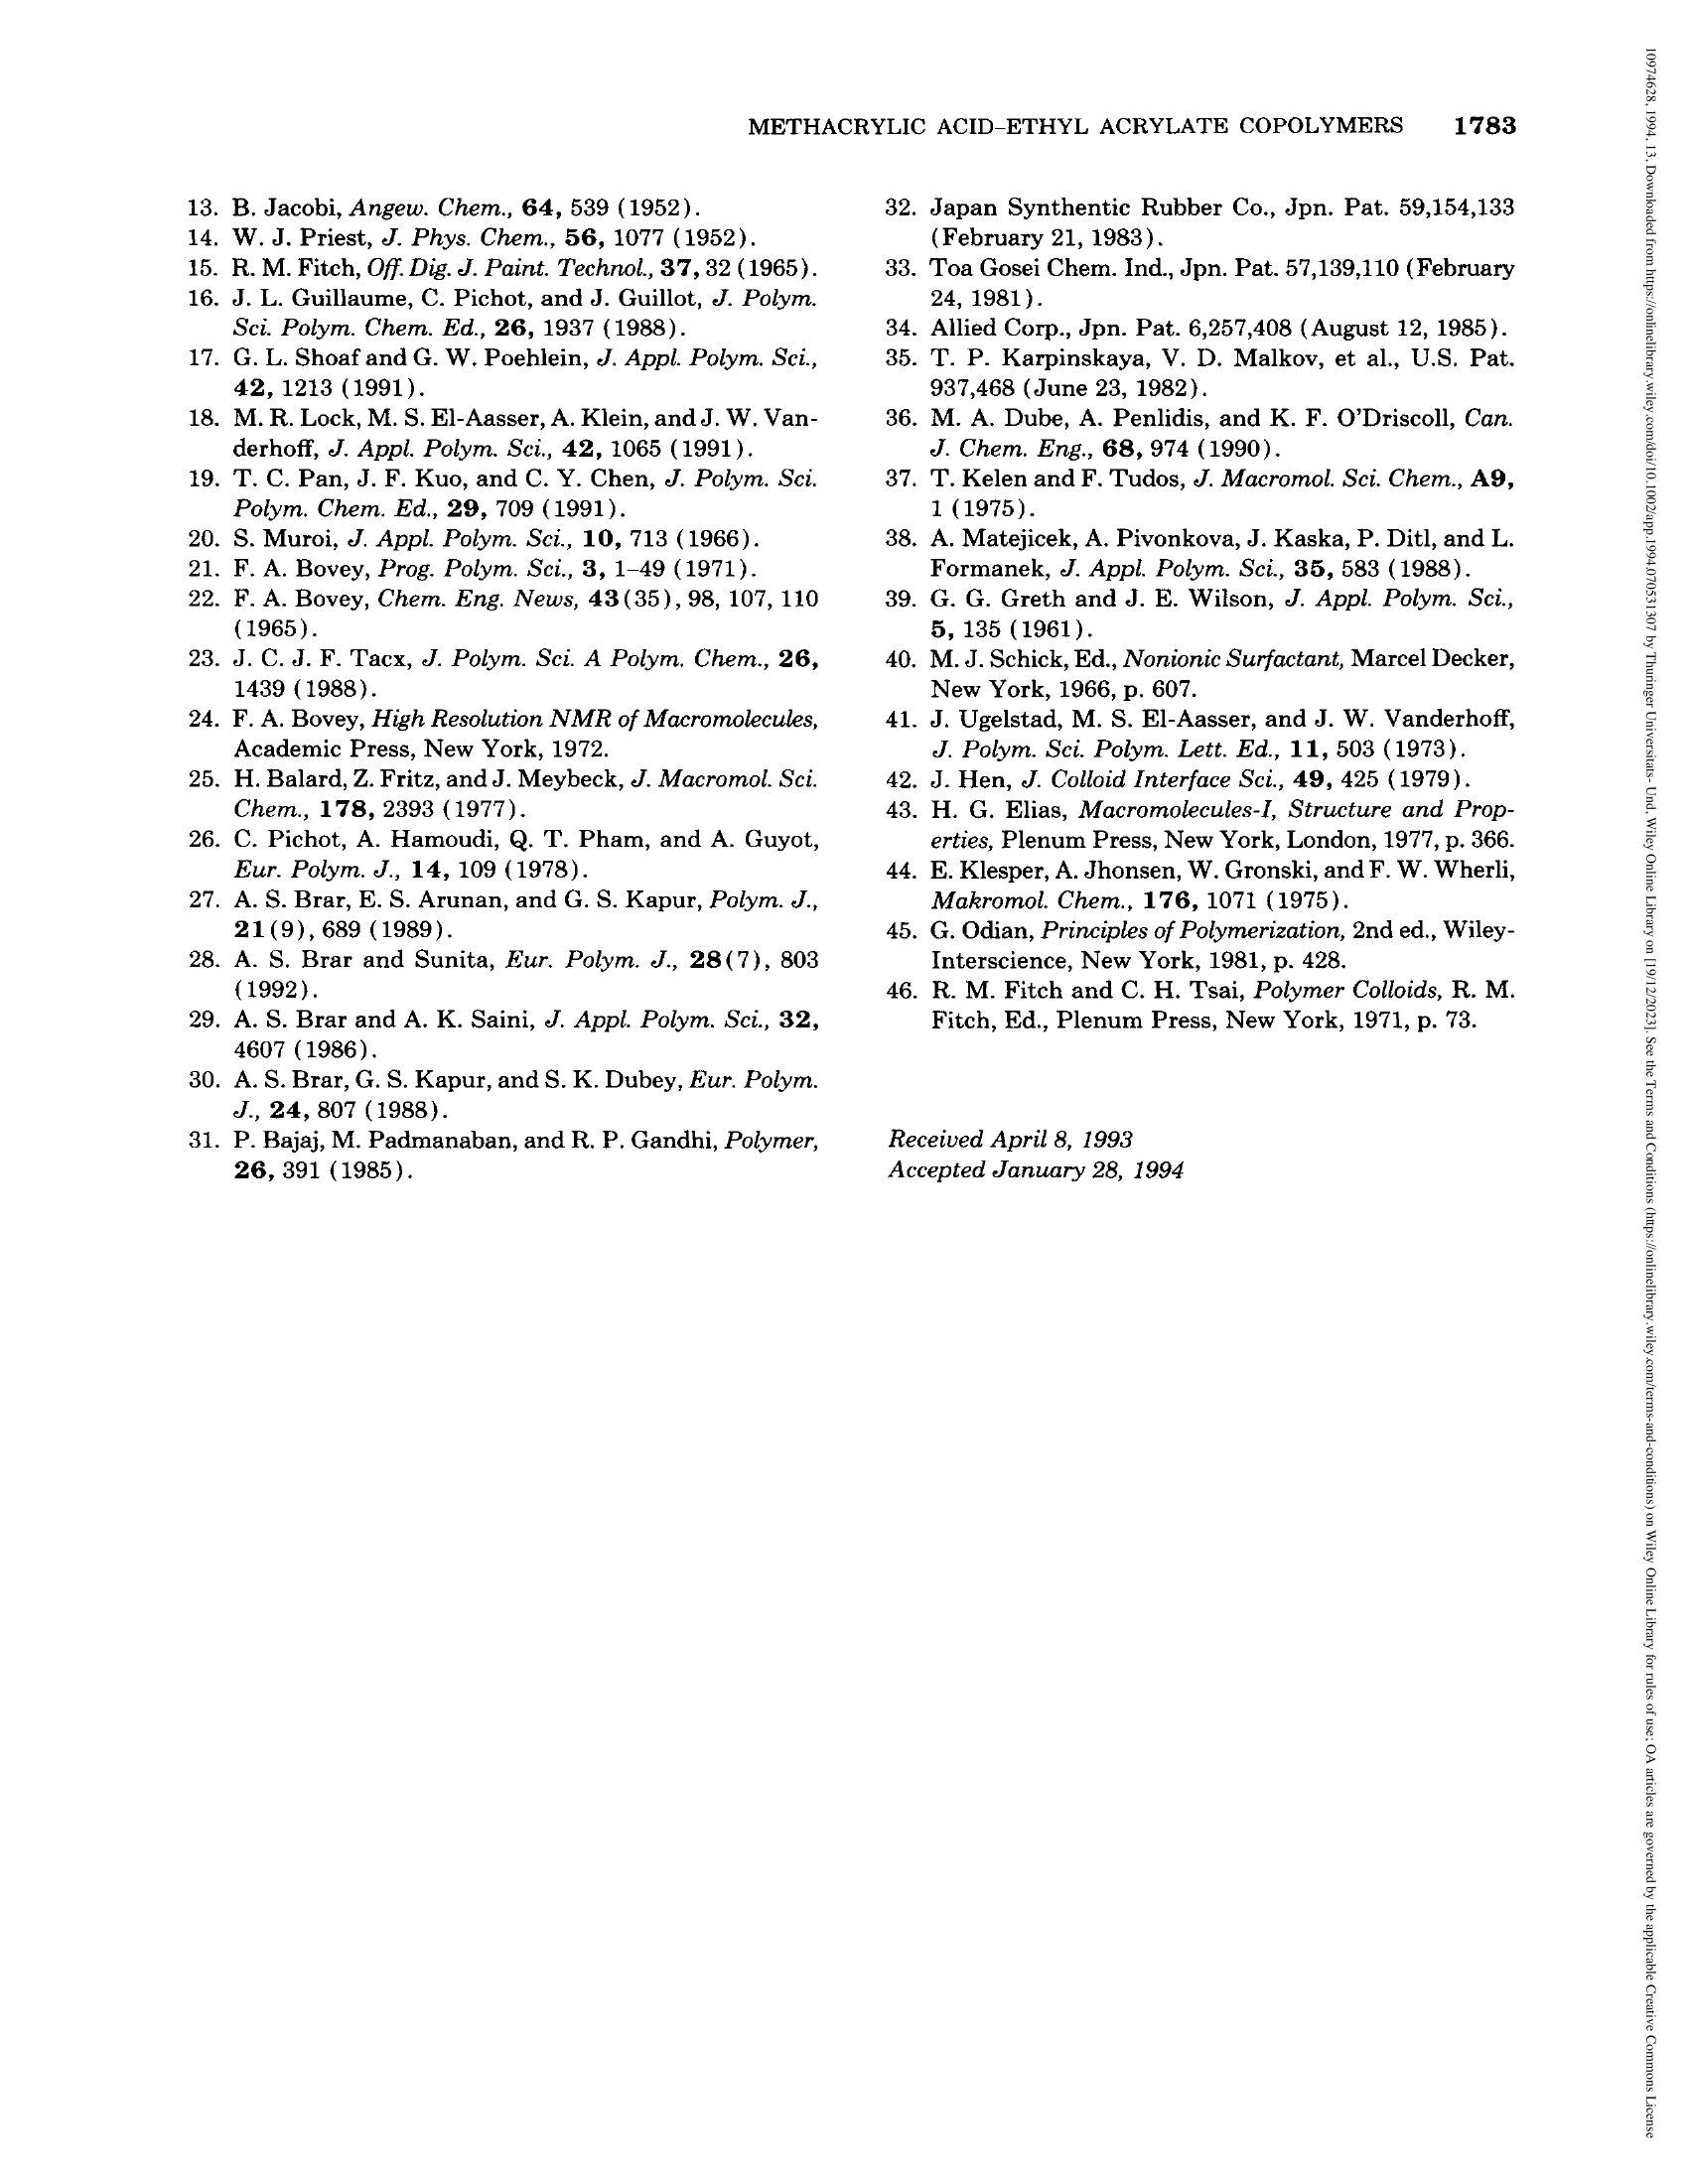 METHACRYLIC ACID–ETHYL ACRYLATE COPOLYMERS 1783
13. B. Jacobi, Angew. Chem., 64, 539 (1952).
14. W. J. Priest, J. Phys. Chem., 56, 1077 (1952).
15. R. M. Fitch, Off. Dig. J. Paint. Technol., 37, 32 (1965).
16. J. L. Guillaume, C. Pichot, and J. Guillot, J. Polym.
Sci. Polym. Chem. Ed., 26, 1937 (1988).
17. G. L. Shoaf and G. W. Poehlein, J. Appl. Polym. Sci.,
42, 1213 (1991).
18. M. R. Lock, M. S. El-Aasser, A. Klein, and J. W. Van-
derhoff, J. Appl. Polym. Sci., 42, 1065 (1991).
19. T. C. Pan, J. F. Kuo, and C. Y. Chen, J. Polym. Sci.
Polym. Chem. Ed., 29, 709 (1991).
20. S. Muroi, J. Appl. Polym. Sci., 10, 713 (1966).
21. F. A. Bovey, Prog. Polym. Sci., 3, 1–49 (1971).
22. F. A. Bovey, Chem. Eng. News, 43(35), 98, 107, 110
(1965).
23. J. C. J. F. Tacx, J. Polym. Sci. A Polym. Chem., 26,
1439 (1988).
24. F. A. Bovey, High Resolution NMR of Macromolecules,
Academic Press, New York, 1972.
25. H. Balard, Z. Fritz, and J. Meybeck, J. Macromol. Sci.
Chem., 178, 2393 (1977).
26. C. Pichot, A. Hamoudi, Q. T. Pham, and A. Guyot,
Eur. Polym. J., 14, 109 (1978).
27. A. S. Brar, E. S. Arunan, and G. S. Kapur, Polym. J.,
21(9), 689 (1989).
28. A. S. Brar and Sunita, Eur. Polym. J., 28(7), 803
(1992).
29. A. S. Brar and A. K. Saini, J. Appl. Polym. Sci., 32,
4607 (1986).
30. A. S. Brar, G. S. Kapur, and S. K. Dubey, Eur. Polym.
J., 24, 807 (1988).
31. P. Bajaj, M. Padmanaban, and R. P. Gandhi, Polymer,
26, 391 (1985).
32. Japan Synthentic Rubber Co., Jpn. Pat. 59,154,133
(February 21, 1983).
33. Toa Gosei Chem. Ind., Jpn. Pat. 57,139,110 (February
24, 1981).
34. Allied Corp., Jpn. Pat. 6,257,408 (August 12, 1985).
35. T. P. Karpinskaya, V. D. Malkov, et al., U.S. Pat.
937,468 (June 23, 1982).
36. M. A. Dube, A. Penlidis, and K. F. O'Driscoll, Can.
J. Chem. Eng., 68, 974 (1990).
37. T. Kelen and F. Tudos, J. Macromol. Sci. Chem., A9,
1 (1975).
38. A. Matejicek, A. Pivonkova, J. Kaska, P. Ditl, and L.
Formanek, J. Appl. Polym. Sci., 35, 583 (1988).
39. G. G. Greth and J. E. Wilson, J. Appl. Polym. Sci.,
5, 135 (1961).
40. M. J. Schick, Ed., Nonionic Surfactant, Marcel Decker,
New York, 1966, p. 607.
41. J. Ugelstad, M. S. El-Aasser, and J. W. Vanderhoff,
J. Polym. Sci. Polym. Lett. Ed., 11, 503 (1973).
42. J. Hen, J. Colloid Interface Sci., 49, 425 (1979).
43. H. G. Elias, Macromolecules-I, Structure and Prop-
erties, Plenum Press, New York, London, 1977, p. 366.
44. E. Klesper, A. Jhonsen, W. Gronski, and F. W. Wherli,
Makromol. Chem., 176, 1071 (1975).
45. G. Odian, Principles of Polymerization, 2nd ed., Wiley-
Interscience, New York, 1981, p. 428.
46. R. M. Fitch and C. H. Tsai, Polymer Colloids, R. M.
Fitch, Ed., Plenum Press, New York, 1971, p. 73.
Received April 8, 1993
Accepted January 28, 1994
10974628, 1994, 13, Downloaded from https://onlinelibrary.wiley.com/doi/10.1002/app.1994.070531307 by Thuringer Universitats- Und, Wiley Online Library on [19/12/2023]. See the Terms and Conditions (https://onlinelibrary.wiley.com/terms-and-conditions) on Wiley Online Library for rules of use; OA articles are governed by the applicable Creative Commons License